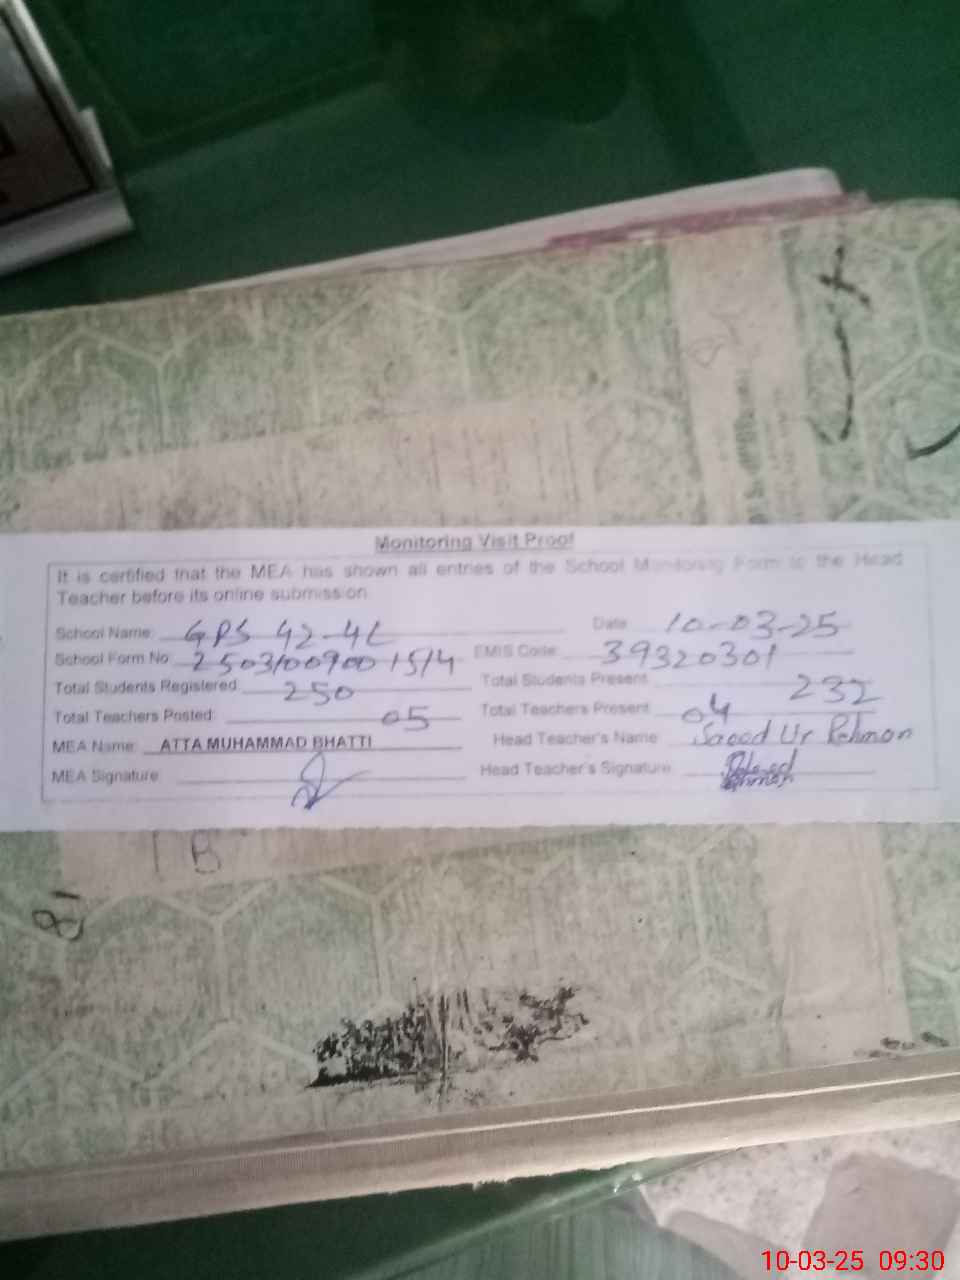 Monitoring Visit Proof
It is certified that the MEA has shown all entries of the School Monitoring Form to the Head
Teacher before its online submission.
School Name: GPS 42-4L Date 10-03-25
School Form No. 25031009001514 EMIS Code: 39320301
Total Students Registered: 250 Total Students Present: 232
Total Teachers Posted: 05 Total Teachers Present: 04
MEA Name: ATTA MUHAMMAD BHATTI Head Teacher's Name Saeed Ur Rehman
MEA Signature: Head Teacher's Signature:
B
10-03-25 09:30